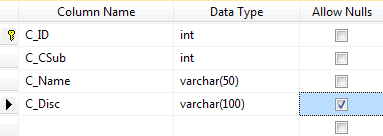 Column Name Data Type Allow Nulls
C_ID int
C_CSub int
C_Name varchar(50)
C_Disc varchar(100)